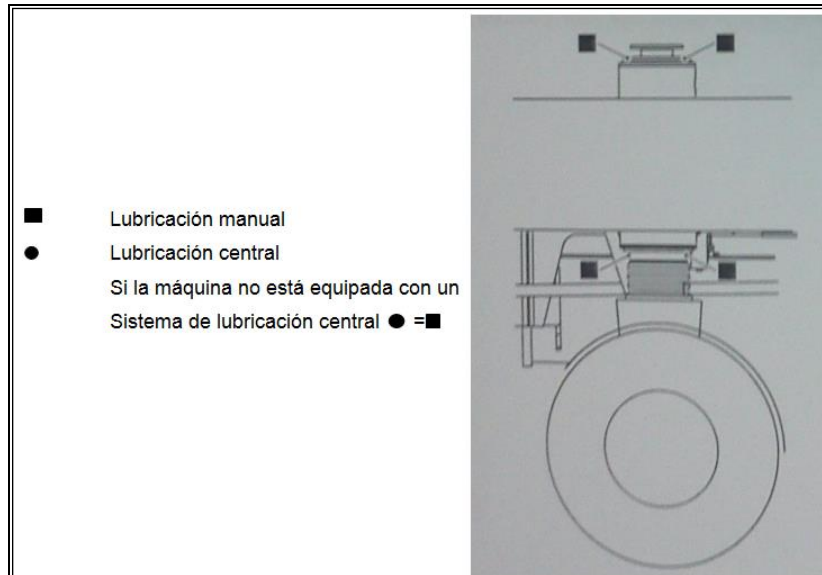 ■ Lubricación manual
● Lubricación central
Si la máquina no está equipada con un
Sistema de lubricación central ● =■